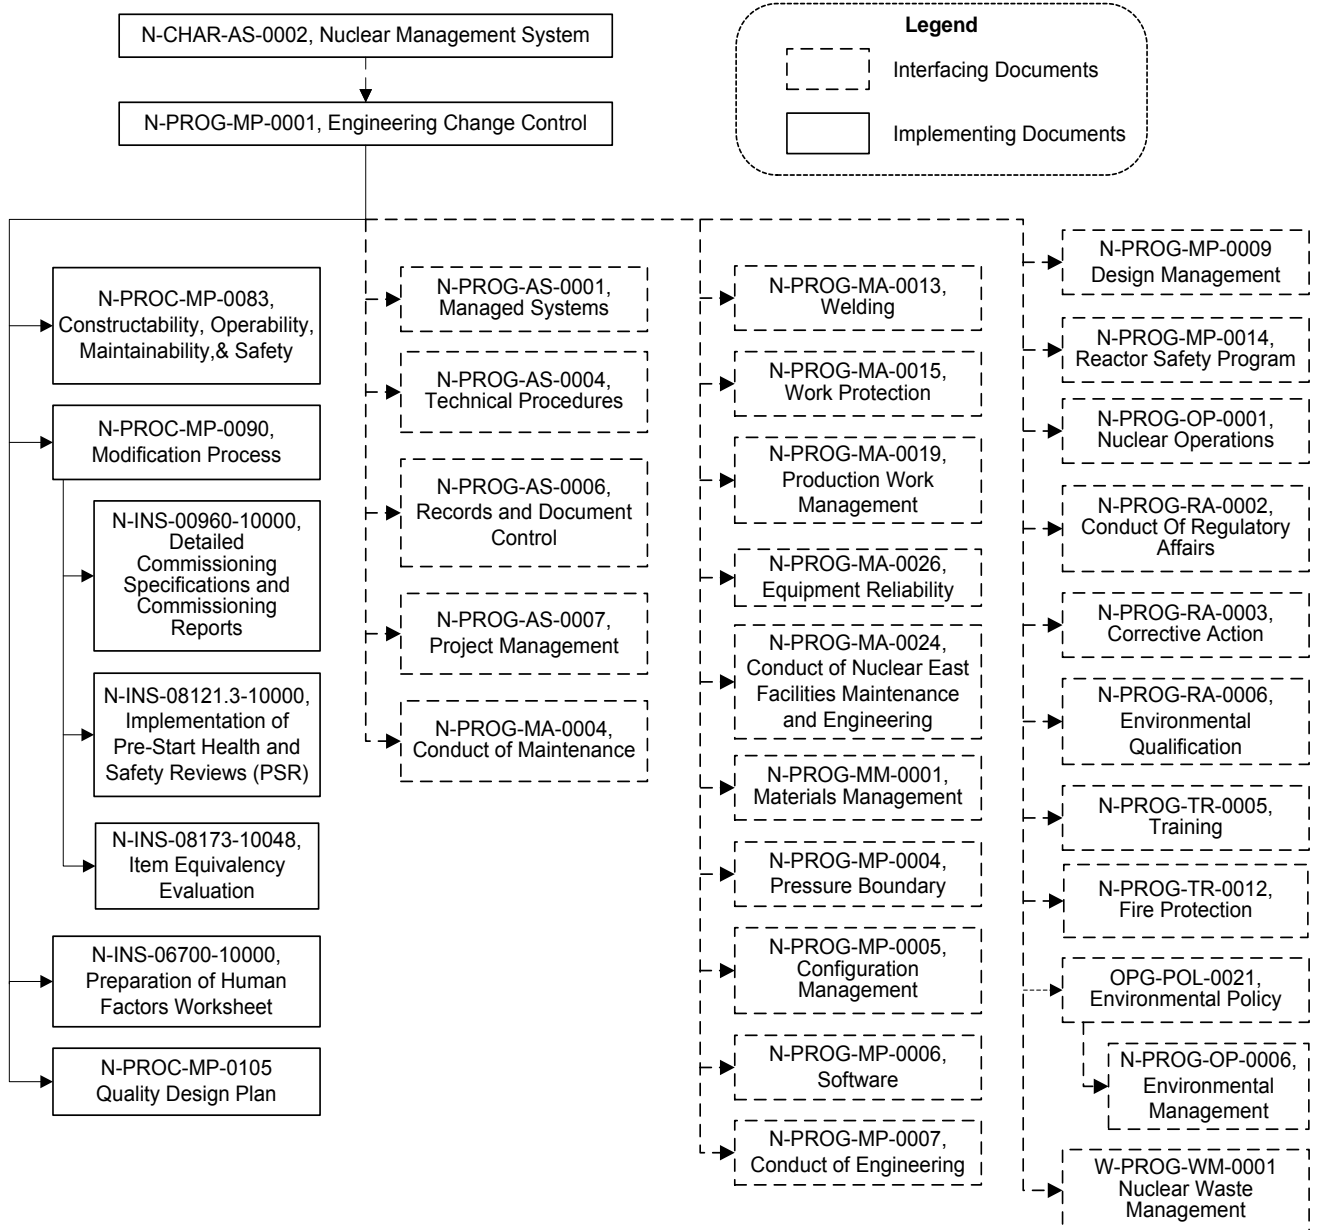 N-CHAR-AS-0002, Nuclear Management System
N-PROG-MP-0001, Engineering Change Control
Legend
Interfacing Documents
Implementing Documents
N-PROC-MP-0083,
Constructability, Operability,
Maintainability,& Safety
N-PROC-MP-0090,
Modification Process
N-INS-00960-10000,
Detailed
Commissioning
Specifications and
Commissioning
Reports
N-INS-08121.3-10000,
Implementation of
Pre-Start Health and
Safety Reviews (PSR)
N-INS-08173-10048,
Item Equivalency
Evaluation
N-INS-06700-10000,
Preparation of Human
Factors Worksheet
N-PROC-MP-0105
Quality Design Plan
N-PROG-AS-0001,
Managed Systems
N-PROG-AS-0004,
Technical Procedures
N-PROG-AS-0006,
Records and Document
Control
N-PROG-AS-0007,
Project Management
N-PROG-MA-0004,
Conduct of Maintenance
N-PROG-MA-0013,
Welding
N-PROG-MA-0015,
Work Protection
N-PROG-MA-0019,
Production Work
Management
N-PROG-MA-0026,
Equipment Reliability
N-PROG-MA-0024,
Conduct of Nuclear East
Facilities Maintenance
and Engineering
N-PROG-MM-0001,
Materials Management
N-PROG-MP-0004,
Pressure Boundary
N-PROG-MP-0005,
Configuration
Management
N-PROG-MP-0006,
Software
N-PROG-MP-0007,
Conduct of Engineering
N-PROG-MP-0009
Design Management
N-PROG-MP-0014,
Reactor Safety Program
N-PROG-OP-0001,
Nuclear Operations
N-PROG-RA-0002,
Conduct Of Regulatory
Affairs
N-PROG-RA-0003,
Corrective Action
N-PROG-RA-0006,
Environmental
Qualification
N-PROG-TR-0005,
Training
N-PROG-TR-0012,
Fire Protection
OPG-POL-0021,
Environmental Policy
N-PROG-OP-0006,
Environmental
Management
W-PROG-WM-0001
Nuclear Waste
Management